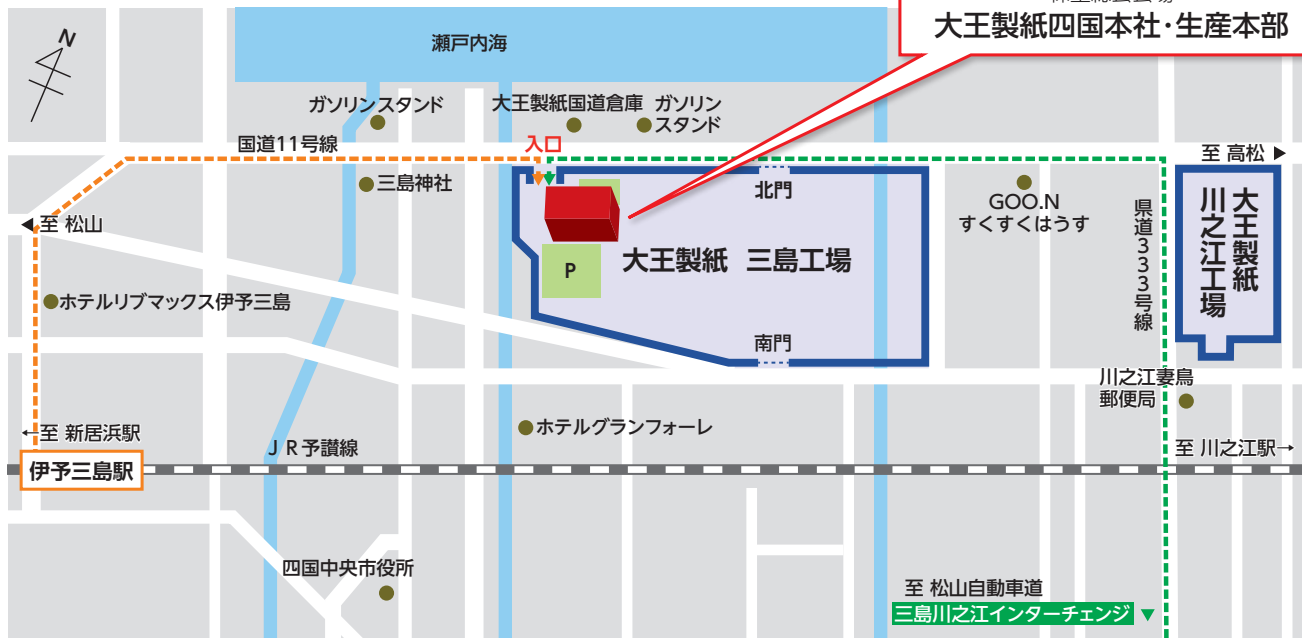 大王製紙四国本社・生産本部
N
瀬戸内海
ガソリンスタンド
大王製紙国道倉庫
ガソリン
スタンド
国道11号線
入口
至 高松 ▶
三島神社
北門
GOO.N
すくすくはうす
県道333号線
大王製紙
川之江工場
◀ 至 松山
P
大王製紙 三島工場
ホテルリブマックス伊予三島
南門
川之江妻鳥
郵便局
ホテルグランフォーレ
←至 新居浜駅
JR予讃線
至 川之江駅→
伊予三島駅
四国中央市役所
至 松山自動車道
三島川之江インターチェンジ ▼